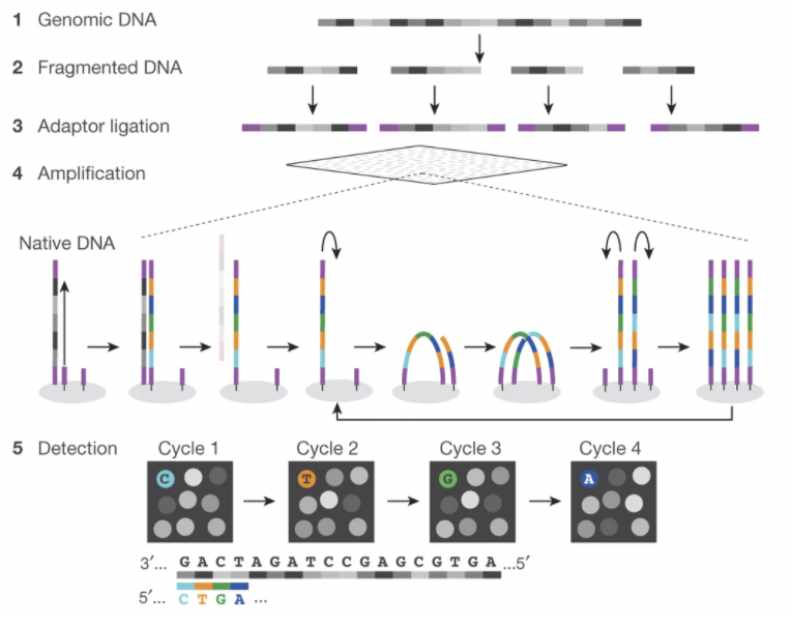 1 Genomic DNA
2 Fragmented DNA
3 Adaptor ligation
4 Amplification
Native DNA
5 Detection Cycle 1 Cycle 2 Cycle 3 Cycle 4
C T G A
3′... G A C T A G A T C C G A G C G T G A ...5′
5′... C T G A ...